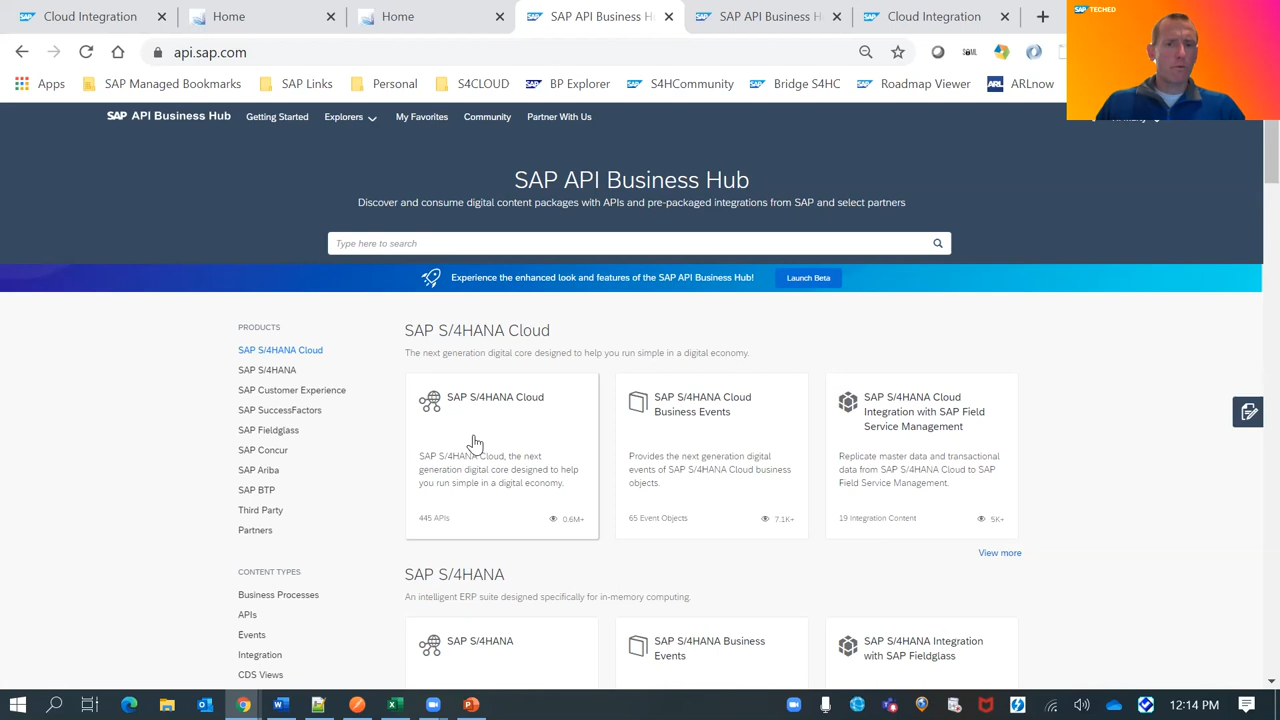 Cloud Integration
Home
Home
SAP API Business H
SAP API Business H
Cloud Integration
SAP TECHED
api.sap.com
Apps
SAP Managed Bookmarks
SAP Links
Personal
S4CLOUD
BP Explorer
S4HCommunity
Bridge S4HC
Roadmap Viewer
ARL
ARLnow
SAP API Business Hub
Getting Started
Explorers
My Favorites
Community
Partner With Us
SAP API Business Hub
Discover and consume digital content packages with APIs and pre-packaged integrations from SAP and select partners
Type here to search
Experience the enhanced look and features of the SAP API Business Hub!
Launch Beta
PRODUCTS
SAP S/4HANA Cloud
SAP S/4HANA
SAP Customer Experience
SAP SuccessFactors
SAP Fieldglass
SAP Concur
SAP Ariba
SAP BTP
Third Party
Partners
CONTENT TYPES
Business Processes
APIs
Events
Integration
CDS Views
SAP S/4HANA Cloud
The next generation digital core designed to help you run simple in a digital economy.
SAP S/4HANA Cloud
SAP S/4HANA Cloud, the next
generation digital core designed to help
you run simple in a digital economy.
445 APIs
0.6M+
SAP S/4HANA Cloud
Business Events
Provides the next generation digital
events of SAP S/4HANA Cloud business
objects.
65 Event Objects
7.1K+
SAP S/4HANA Cloud
Integration with SAP Field
Service Management
Replicate master data and transactional
data from SAP S/4HANA Cloud to SAP
Field Service Management.
19 Integration Content
5K+
View more
SAP S/4HANA
An intelligent ERP suite designed specifically for in-memory computing.
SAP S/4HANA
SAP S/4HANA Business
Events
SAP S/4HANA Integration
with SAP Fieldglass
12:14 PM